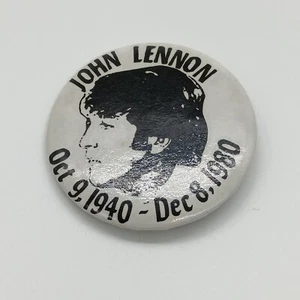 JOHN LENNON
Oct 9, 1940 - Dec 8, 1980